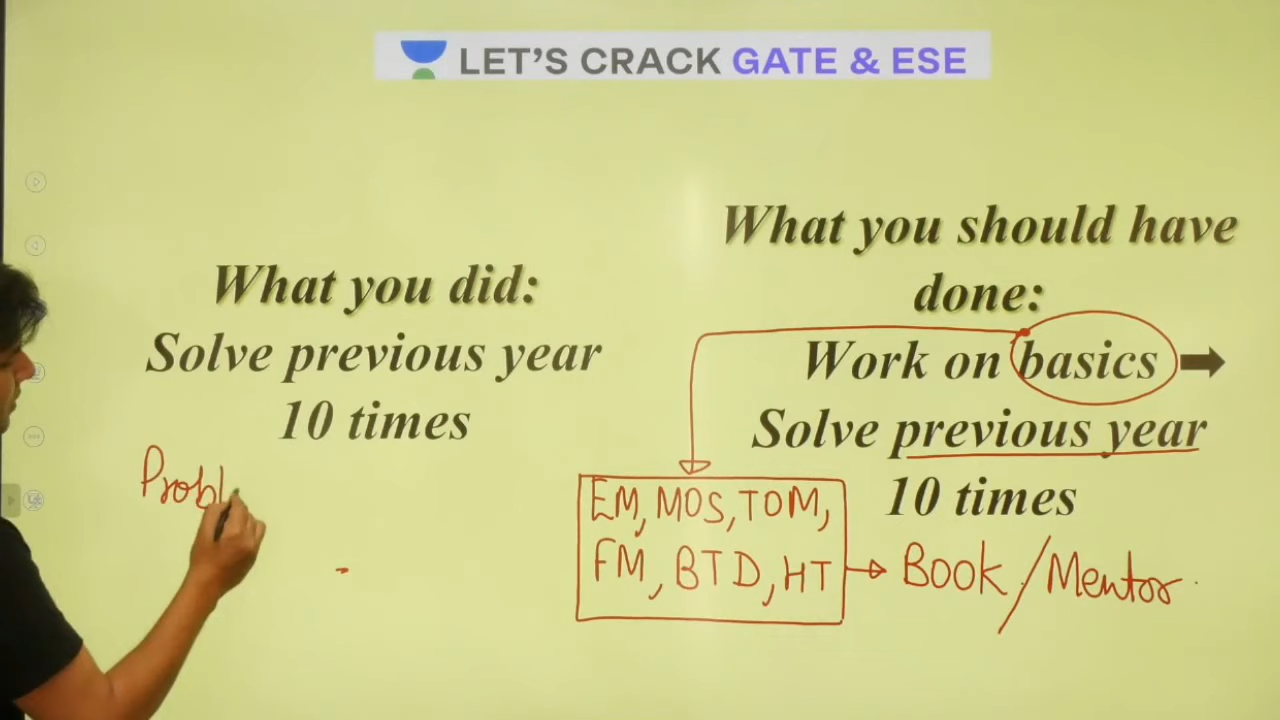 LET'S CRACK GATE & ESE
What you did:
Solve previous year
10 times
Probl
What you should have
done:
Work on basics
Solve previous year
10 times
EM, MOS, TOM,
FM, BTD, HT
Book / Mentor